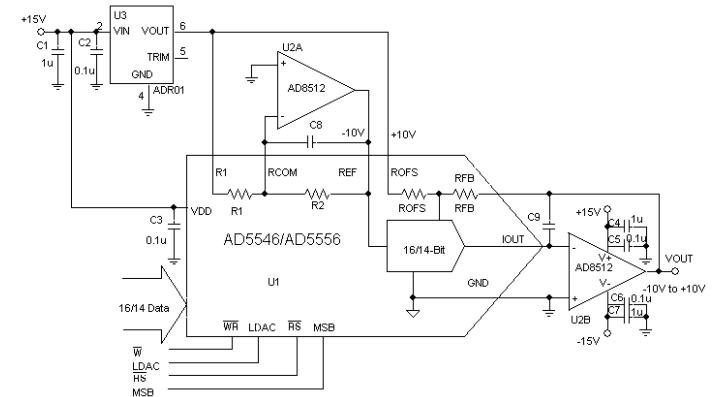 U3
+15V
2
VIN
VOUT
6
C1
1u
C2
0.1u
TRIM
5
GND
4
ADR01
U2A
+
AD8512
-
C8
-10V
+10V
R1
RCOM
REF
ROFS
RFB
R1
R2
ROFS
RFB
VDD
C3
0.1u
AD5546/AD5556
16/14-Bit
IOUT
C9
+15V
C4
1u
C5
0.1u
V+
-
AD8512
VOUT
-10V to +10V
V-
+
U2B
C6
0.1u
C7
1u
-15V
U1
GND
16/14 Data
WR
LDAC
RS
MSB
W
LDAC
RS
MSB